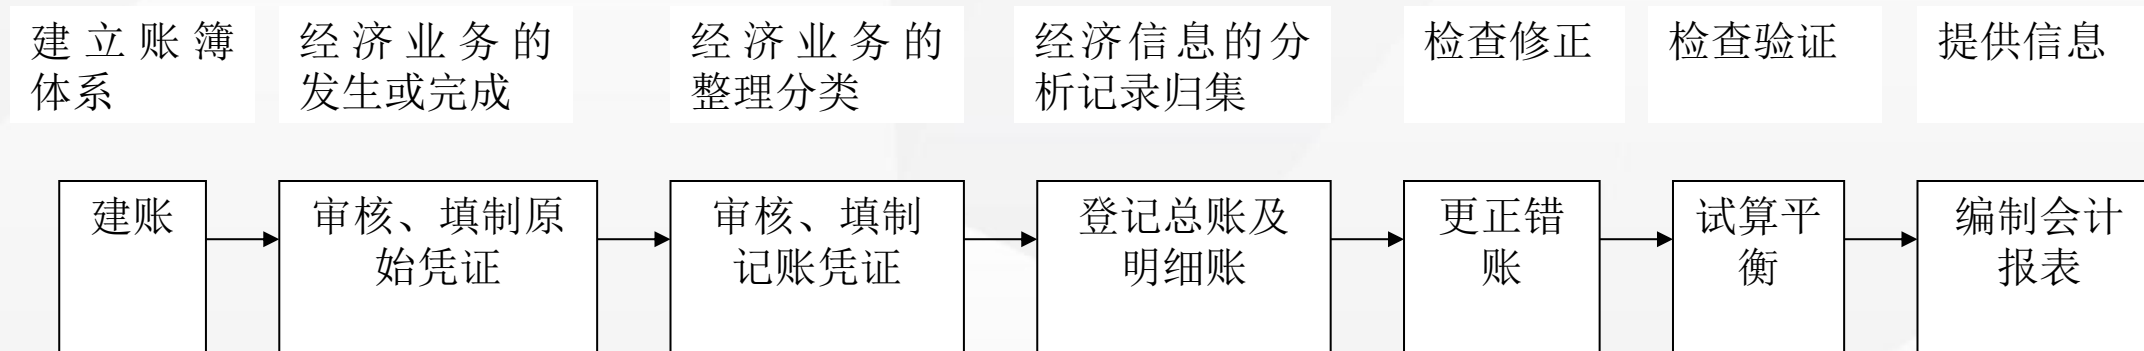 建立账簿
体系
经济业务的
发生或完成
经济业务的
整理分类
经济信息的分
析记录归集
检查修正
检查验证
提供信息
建账
审核、填制原
始凭证
审核、填制
记账凭证
登记总账及
明细账
更正错
账
试算平
衡
编制会计
报表